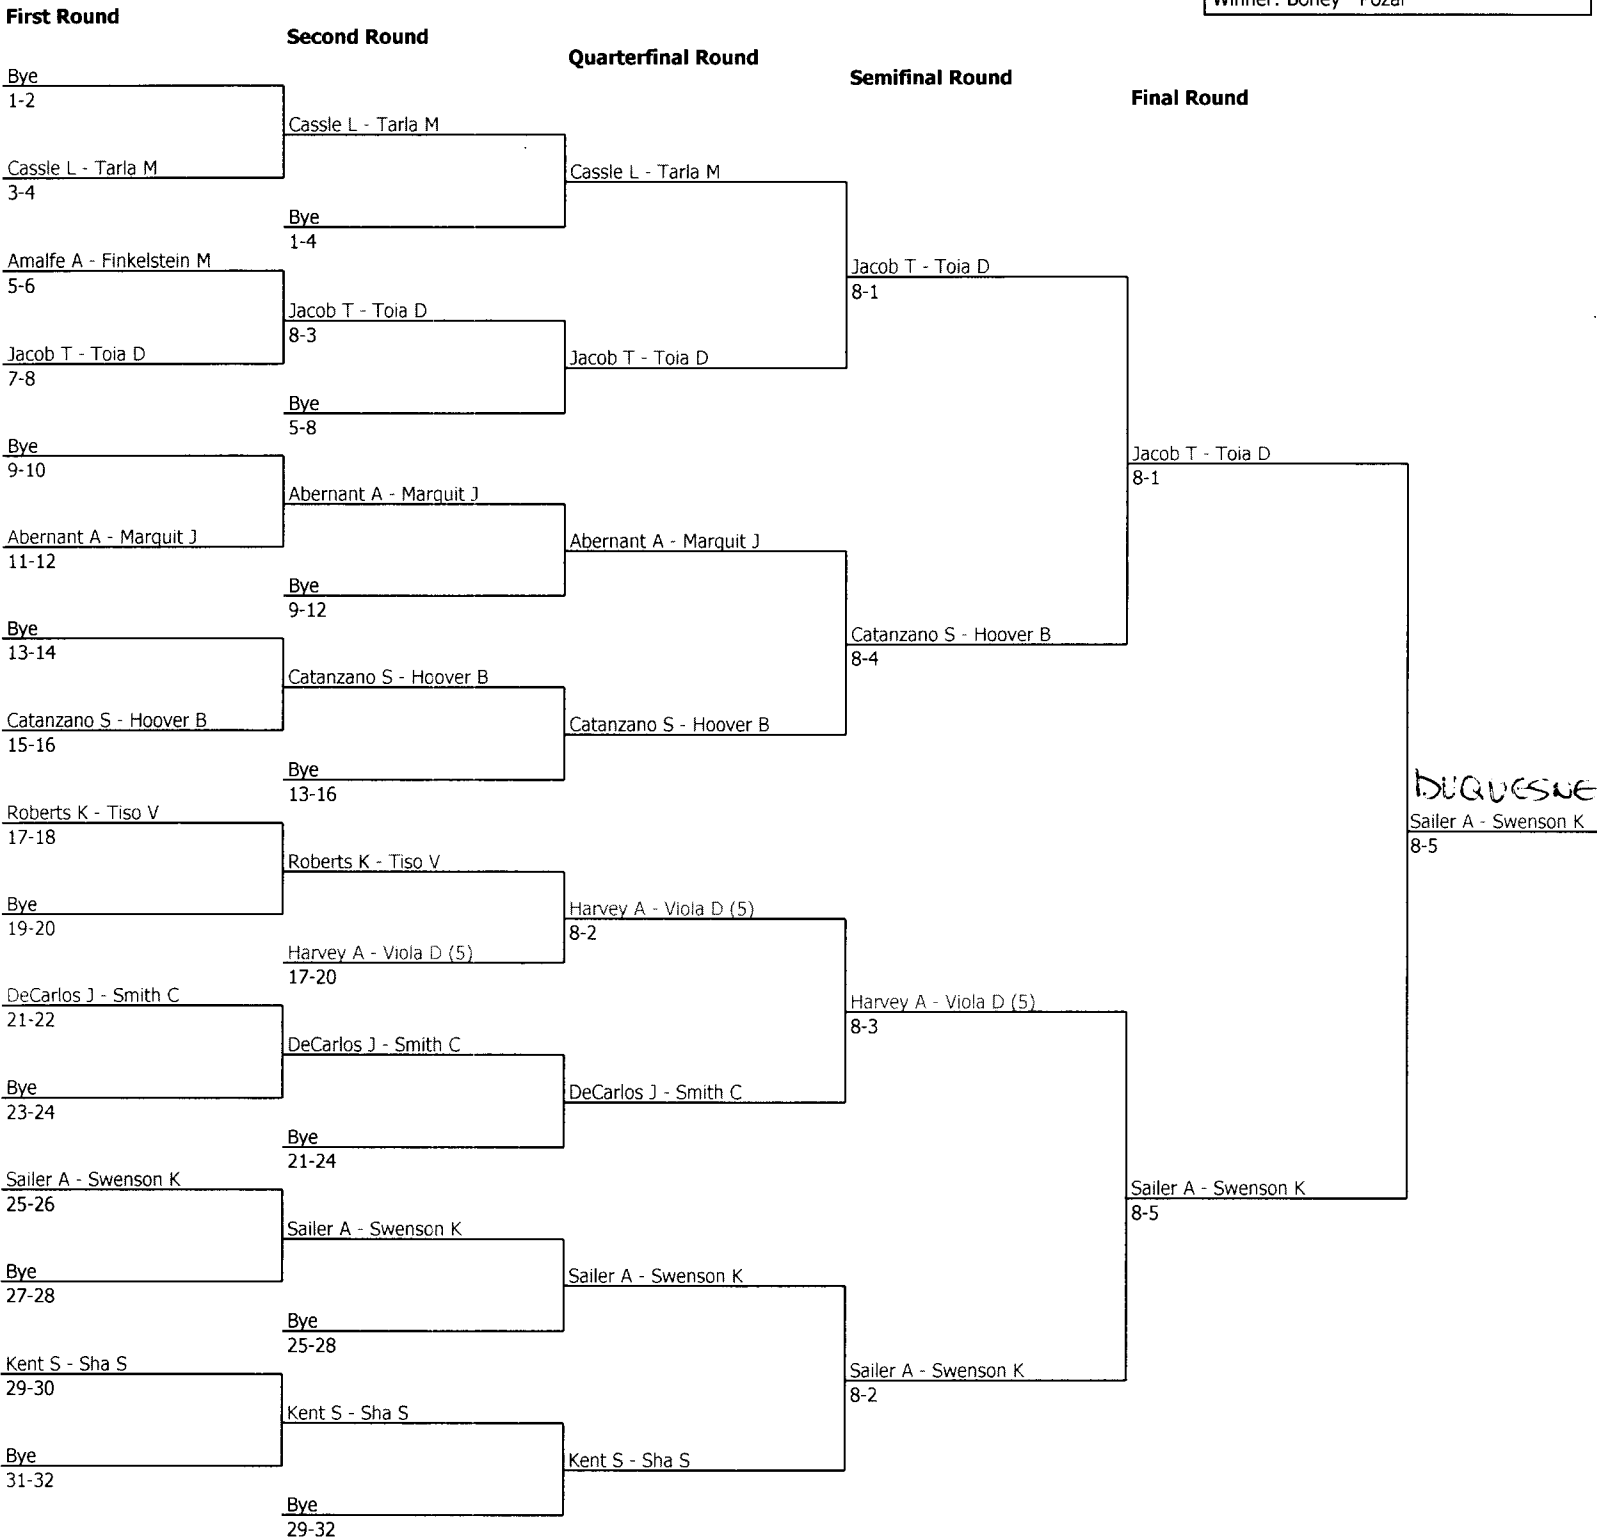 Winner: Boney - Pozar
First Round
Second Round
Quarterfinal Round
Semifinal Round
Final Round
Bye
1-2
Cassle L - Tarla M
3-4
Amalfe A - Finkelstein M
5-6
Jacob T - Toia D
7-8
Bye
9-10
Abernant A - Marquit J
11-12
Bye
13-14
Catanzano S - Hoover B
15-16
Roberts K - Tiso V
17-18
Bye
19-20
DeCarlos J - Smith C
21-22
Bye
23-24
Sailer A - Swenson K
25-26
Bye
27-28
Kent S - Sha S
29-30
Bye
31-32
Cassle L - Tarla M
Bye
1-4
Jacob T - Toia D
8-3
Bye
5-8
Abernant A - Marquit J
Bye
9-12
Catanzano S - Hoover B
Bye
13-16
Roberts K - Tiso V
Harvey A - Viola D (5)
17-20
DeCarlos J - Smith C
Bye
21-24
Sailer A - Swenson K
Bye
25-28
Kent S - Sha S
Bye
29-32
Cassle L - Tarla M
Jacob T - Toia D
Abernant A - Marquit J
Catanzano S - Hoover B
Harvey A - Viola D (5)
8-2
DeCarlos J - Smith C
Sailer A - Swenson K
Kent S - Sha S
Jacob T - Toia D
8-1
Catanzano S - Hoover B
8-4
Harvey A - Viola D (5)
8-3
Sailer A - Swenson K
8-2
Jacob T - Toia D
8-1
Sailer A - Swenson K
8-5
DUQUESNE
Sailer A - Swenson K
8-5